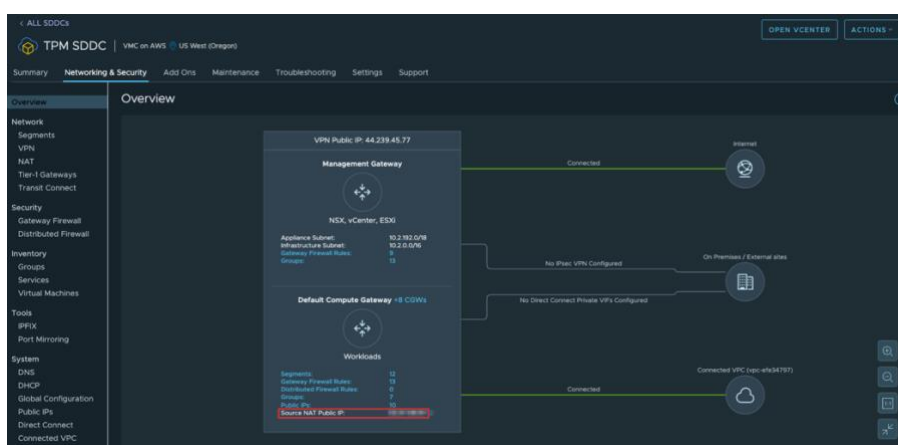 < ALL SDDCs
TPM SDDC | VMC on AWS US West (Oregon)
OPEN VCENTER
ACTIONS
Summary Networking & Security Add Ons Maintenance Troubleshooting Settings Support
Overview
Network
Segments
VPN
NAT
Tier-1 Gateways
Transit Connect
Security
Gateway Firewall
Distributed Firewall
Inventory
Groups
Services
Virtual Machines
Tools
IPFIX
Port Mirroring
System
DNS
DHCP
Global Configuration
Public IPs
Direct Connect
Connected VPC
Overview
VPN Public IP: 44.239.45.77
Management Gateway
NSX, vCenter, ESXi
Appliance Subnet: 10.2.192.0/18
Infrastructure Subnet: 10.2.0.0/16
Gateway Firewall Rules: 9
Groups: 13
Default Compute Gateway +8 CGWs
Workloads
Segments: 12
Gateway Firewall Rules: 13
Distributed Firewall Rules: 0
Groups: 7
Public IPs: 10
Source NAT Public IP:
Connected
Internet
No IPsec VPN Configured
On Premises / External sites
No Direct Connect Private VIFs Configured
Connected VPC (vpc-efe34797)
Connected